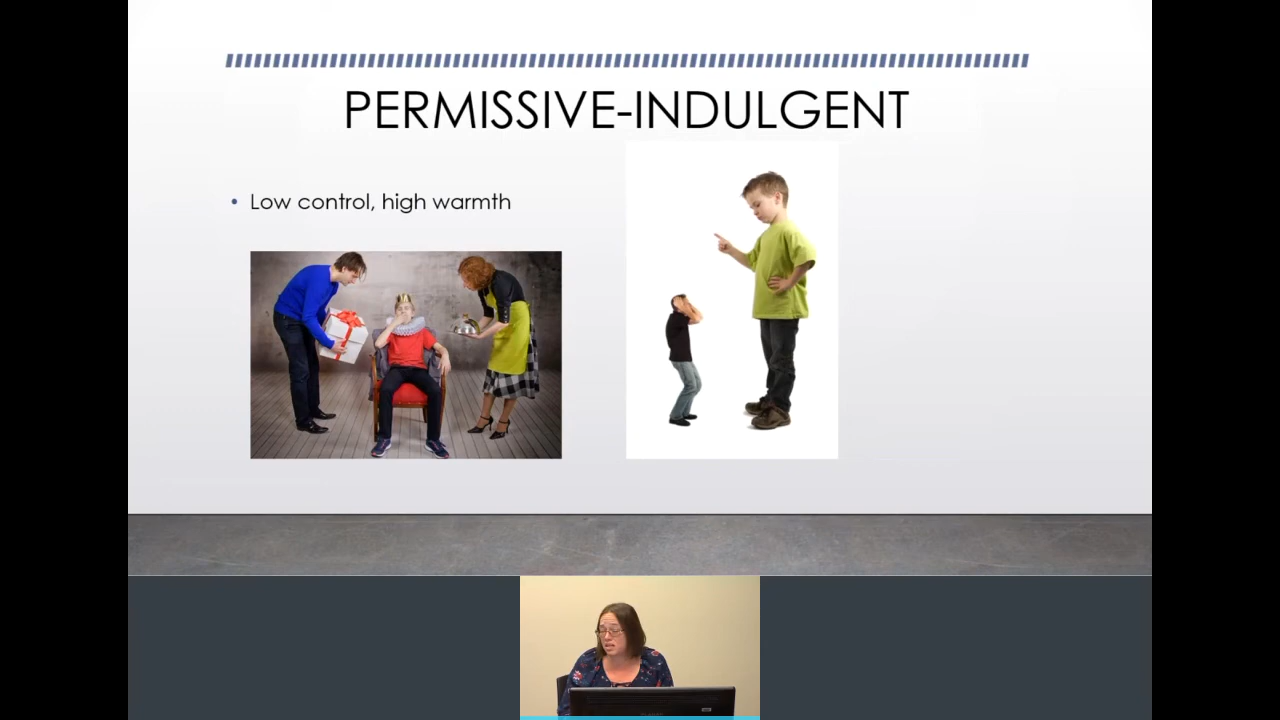 PERMISSIVE-INDULGENT
• Low control, high warmth